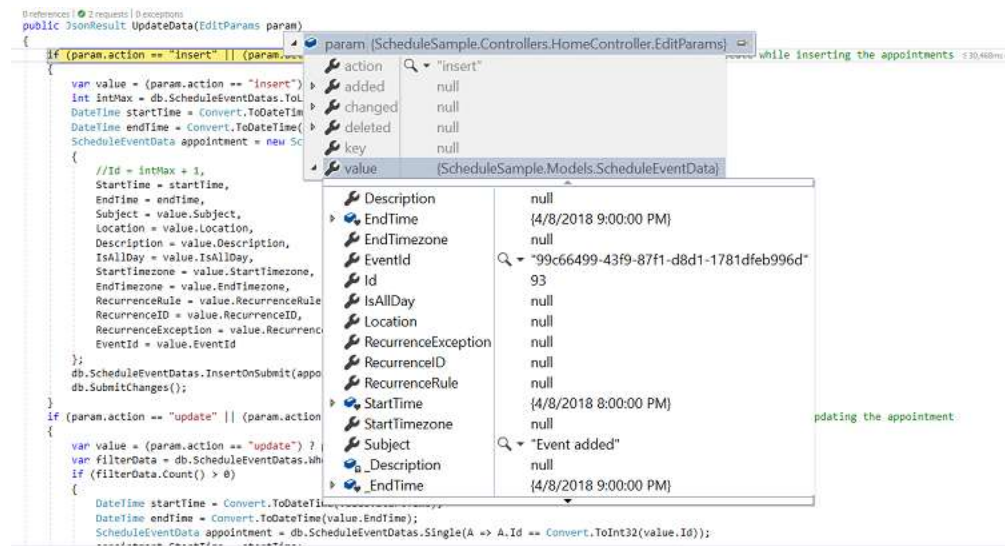 0 references | 2 requests | 0 exceptions
public JsonResult UpdateData(EditParams param)
{
if (param.action == "insert" || (param. while inserting the appointments
{
var value = (param.action == "insert")
int intMax = db.ScheduleEventDatas.ToL
DateTime startTime = Convert.ToDateTim
DateTime endTime = Convert.ToDateTime(
ScheduleEventData appointment = new Sc
{
//Id = intMax + 1,
StartTime = startTime,
EndTime = endTime,
Subject = value.Subject,
Location = value.Location,
Description = value.Description,
IsAllDay = value.IsAllDay,
StartTimezone = value.StartTimezone,
EndTimezone = value.EndTimezone,
RecurrenceRule = value.RecurrenceRule
RecurrenceID = value.RecurrenceID,
RecurrenceException = value.Recurrenc
EventId = value.EventId
};
db.ScheduleEventDatas.InsertOnSubmit(appo
db.SubmitChanges();
}
if (param.action == "update" || (param.action pdating the appointment
{
var value = (param.action == "update") ?
var filterData = db.ScheduleEventDatas.Whe
if (filterData.Count() > 0)
{
DateTime startTime = Convert.ToDateTi
DateTime endTime = Convert.ToDateTime(value.EndTime);
ScheduleEventData appointment = db.ScheduleEventDatas.Single(A => A.Id == Convert.ToInt32(value.Id));
param {ScheduleSample.Controllers.HomeController.EditParams}
action "insert"
added null
changed null
deleted null
key null
value {ScheduleSample.Models.ScheduleEventData}
Description null
EndTime {4/8/2018 9:00:00 PM}
EndTimezone null
EventId "99c66499-43f9-87f1-d8d1-1781dfeb996d"
Id 93
IsAllDay null
Location null
RecurrenceException null
RecurrenceID null
RecurrenceRule null
StartTime {4/8/2018 8:00:00 PM}
StartTimezone null
Subject "Event added"
_Description null
_EndTime {4/8/2018 9:00:00 PM}